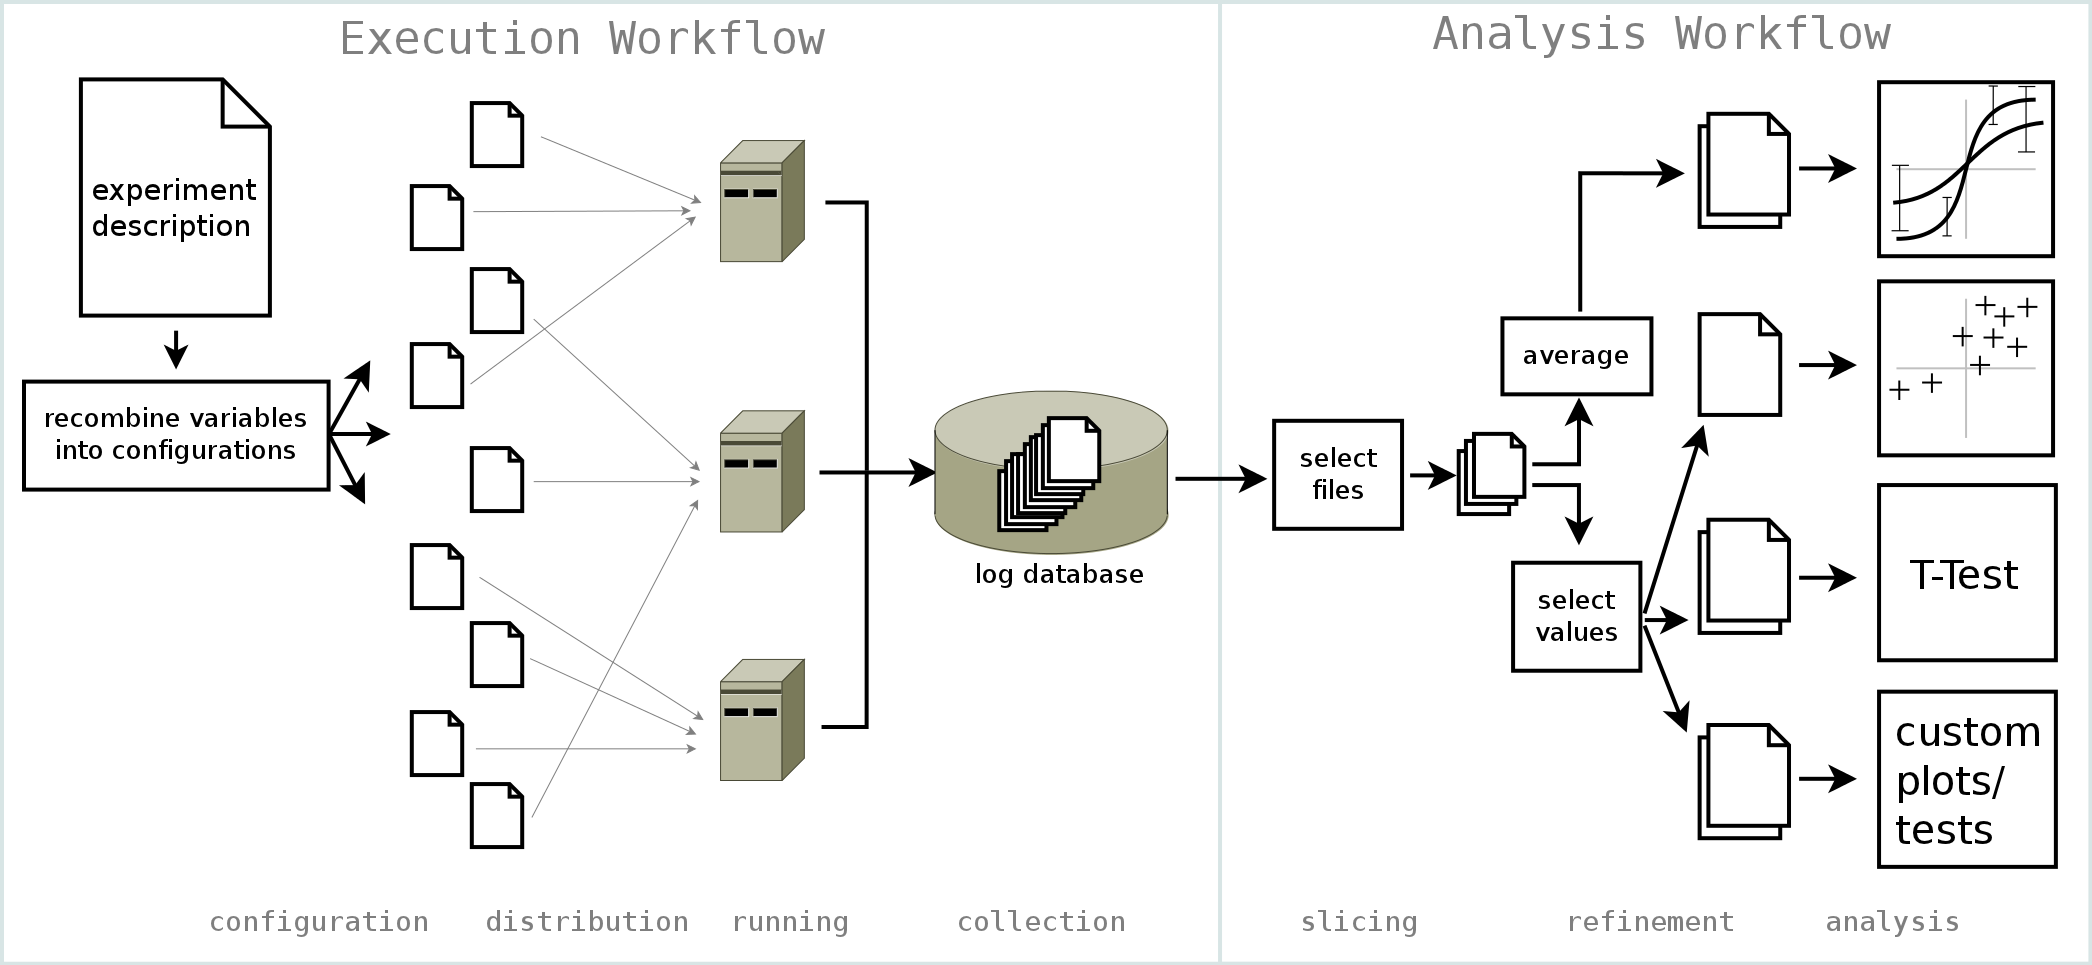 Execution Workflow
Analysis Workflow
experiment
description
recombine variables
into configurations
log database
select
files
average
select
values
T-Test
custom
plots/
tests
configuration
distribution
running
collection
slicing
refinement
analysis